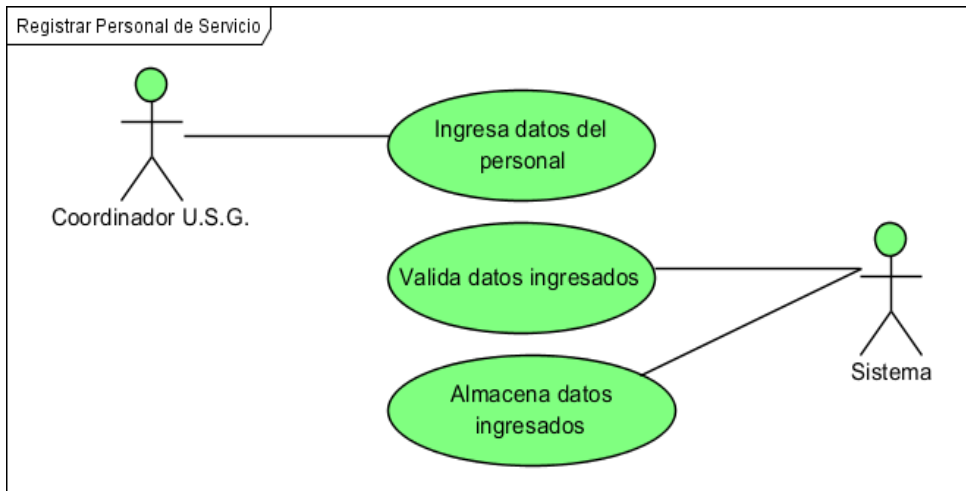 Registrar Personal de Servicio
Ingresa datos del
personal
Coordinador U.S.G.
Valida datos ingresados
Sistema
Almacena datos
ingresados